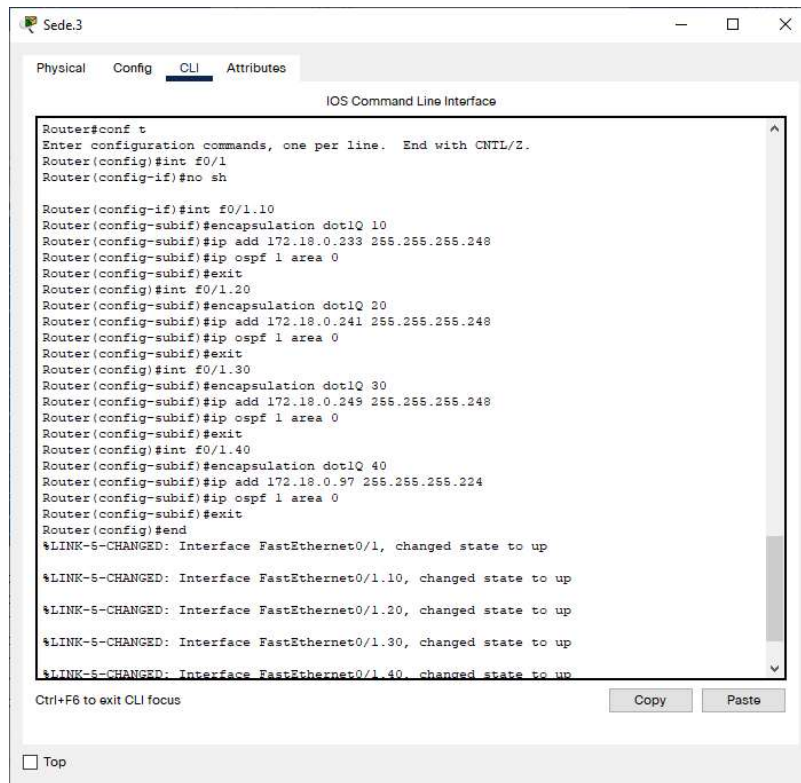 Sede.3
Physical Config CLI Attributes
IOS Command Line Interface
Router#conf t
Enter configuration commands, one per line. End with CNTL/Z.
Router(config)#int f0/1
Router(config-if)#no sh
Router(config-if)#int f0/1.10
Router(config-subif)#encapsulation dot1Q 10
Router(config-subif)#ip add 172.18.0.233 255.255.255.248
Router(config-subif)#ip ospf 1 area 0
Router(config-subif)#exit
Router(config)#int f0/1.20
Router(config-subif)#encapsulation dot1Q 20
Router(config-subif)#ip add 172.18.0.241 255.255.255.248
Router(config-subif)#ip ospf 1 area 0
Router(config-subif)#exit
Router(config)#int f0/1.30
Router(config-subif)#encapsulation dot1Q 30
Router(config-subif)#ip add 172.18.0.249 255.255.255.248
Router(config-subif)#ip ospf 1 area 0
Router(config-subif)#exit
Router(config)#int f0/1.40
Router(config-subif)#encapsulation dot1Q 40
Router(config-subif)#ip add 172.18.0.97 255.255.255.224
Router(config-subif)#ip ospf 1 area 0
Router(config-subif)#exit
Router(config)#end
%LINK-5-CHANGED: Interface FastEthernet0/1, changed state to up
%LINK-5-CHANGED: Interface FastEthernet0/1.10, changed state to up
%LINK-5-CHANGED: Interface FastEthernet0/1.20, changed state to up
%LINK-5-CHANGED: Interface FastEthernet0/1.30, changed state to up
%LINK-5-CHANGED: Interface FastEthernet0/1.40, changed state to up
Ctrl+F6 to exit CLI focus
Copy Paste
Top